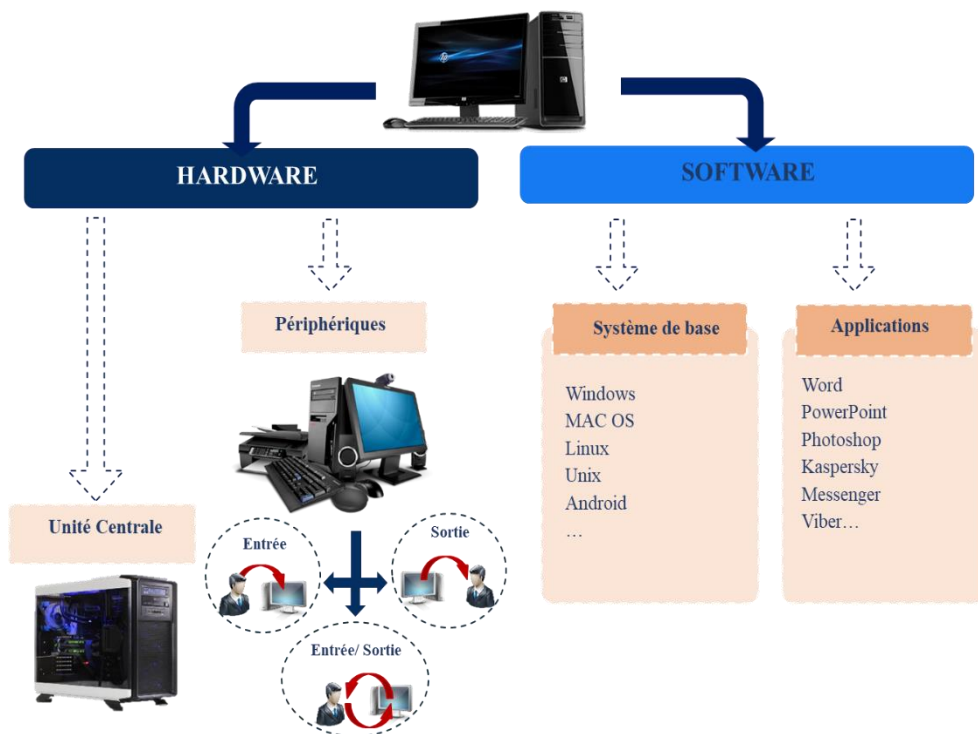 HARDWARE
SOFTWARE
Périphériques
Unité Centrale
Entrée
Sortie
Entrée/ Sortie
Système de base
Windows
MAC OS
Linux
Unix
Android
…
Applications
Word
PowerPoint
Photoshop
Kaspersky
Messenger
Viber…